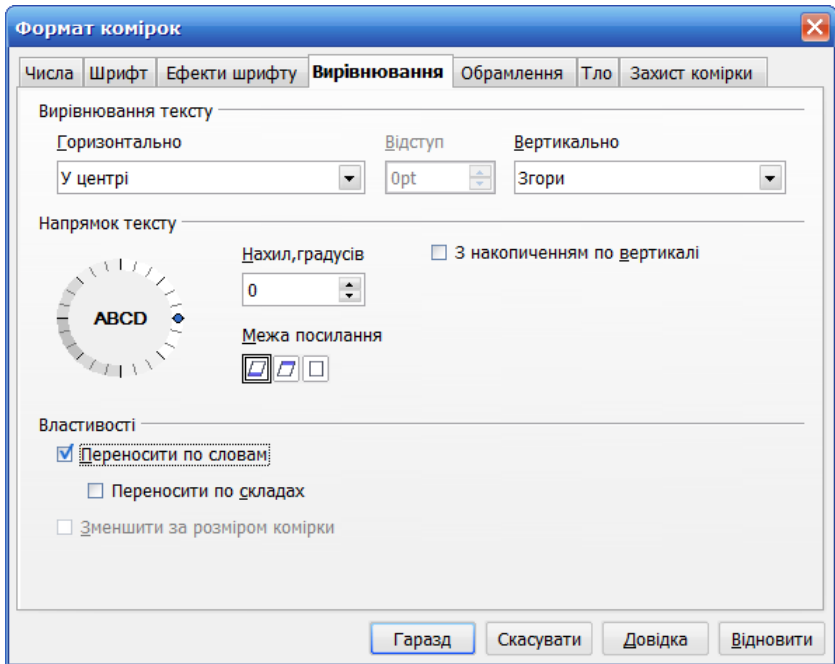 Формат комірок
Числа Шрифт Ефекти шрифту Вирівнювання Обрамлення Тло Захист комірки
Вирівнювання тексту
Горизонтально Відступ Вертикально
У центрі 0pt Згори
Напрямок тексту
Нахил,градусів З накопиченням по вертикалі
ABCD 0
Межа посилання
Властивості
Переносити по словам
Переносити по складах
Зменшити за розміром комірки
Гаразд Скасувати Довідка Відновити